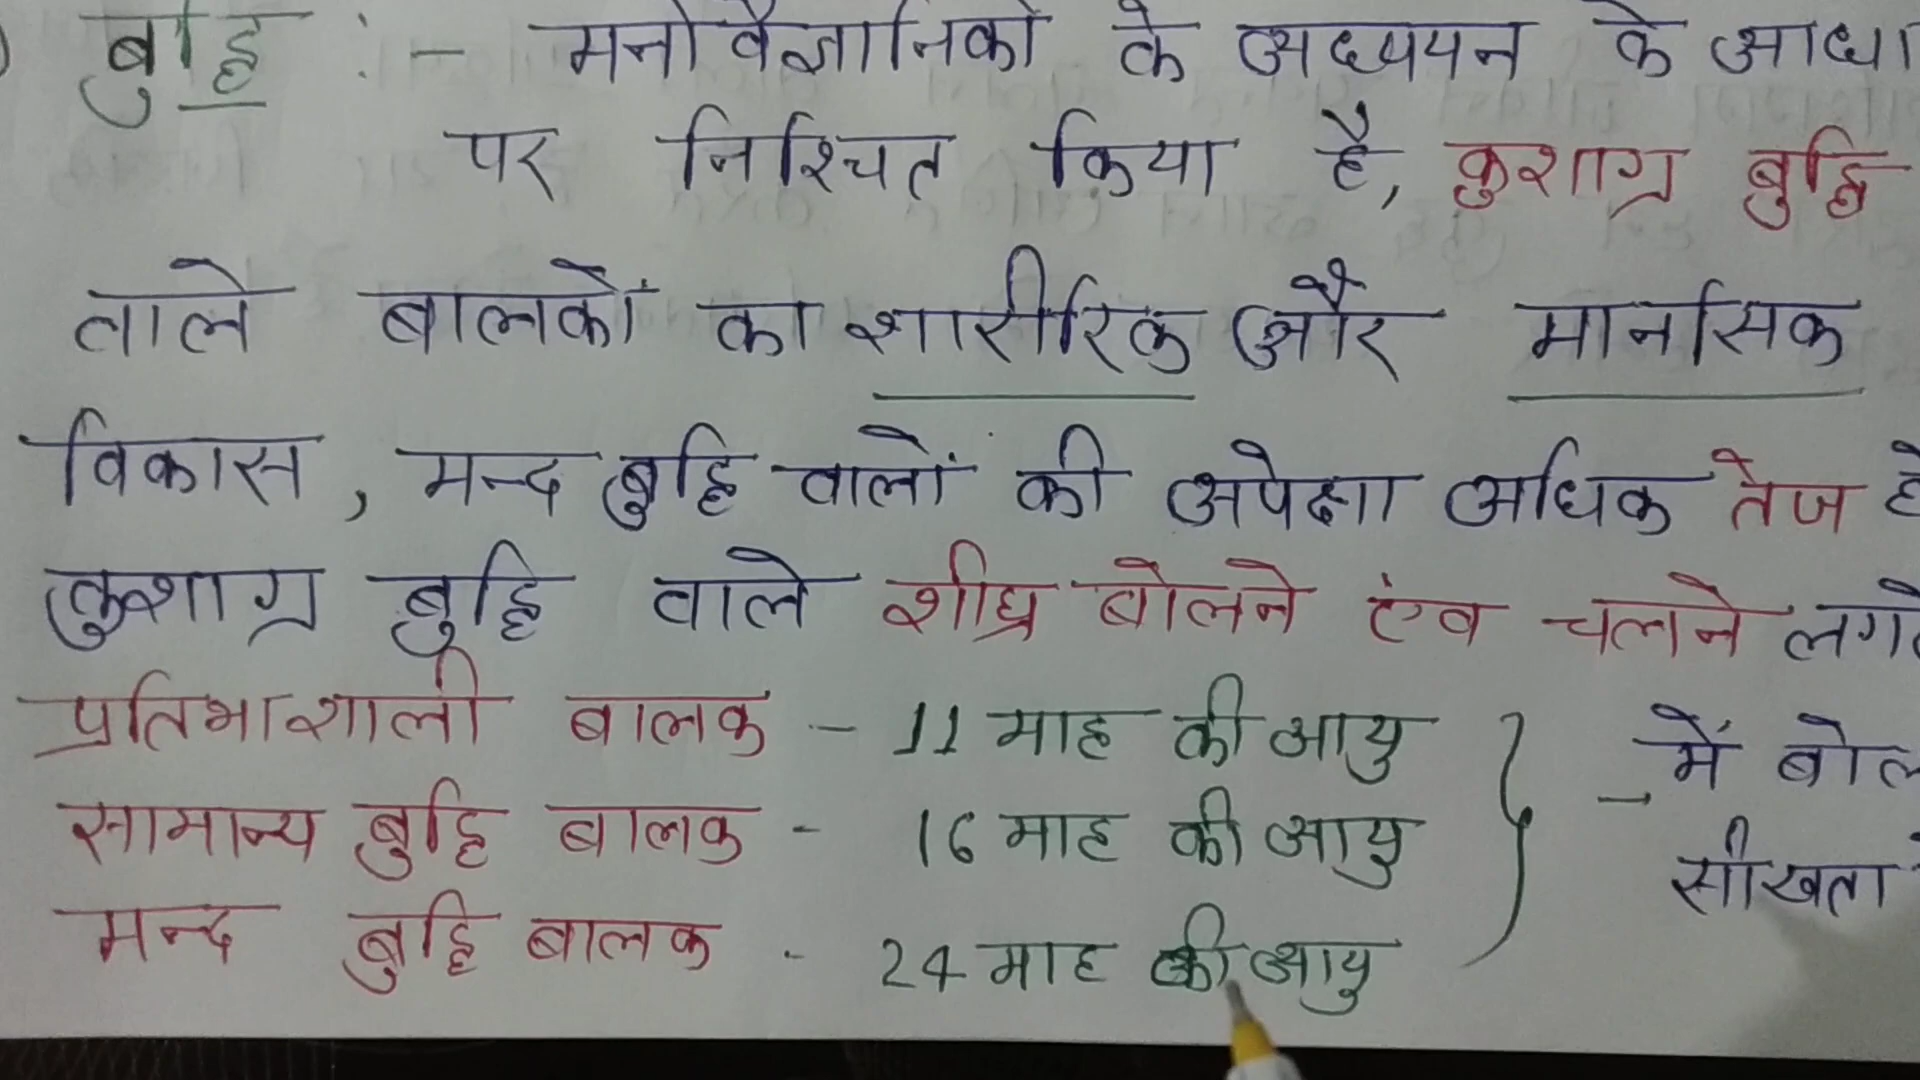 बुद्धि :- मनोवैज्ञानिकों के अध्ययन के आधा
पर निश्चित किया है, कुशाग्र बुद्धि
वाले बालकों का शारीरिक और मानसिक
विकास, मन्द बुद्धि वालों की अपेक्षा अधिक तेज हो
कुशाग्र बुद्धि वाले शीघ्र बोलने एंव चलने लगते
प्रतिभाशाली बालक - 11 माह की आयु
सामान्य बुद्धि बालक - 16 माह की आयु
मन्द बुद्धि बालक - 24 माह की आयु
में बोल
सीखता